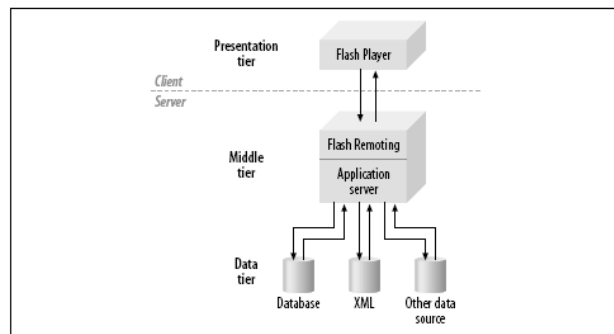 Presentation
tier
Flash Player
Client
Server
Flash Remoting
Middle
tier
Application
server
Data
tier
Database
XML
Other data
source